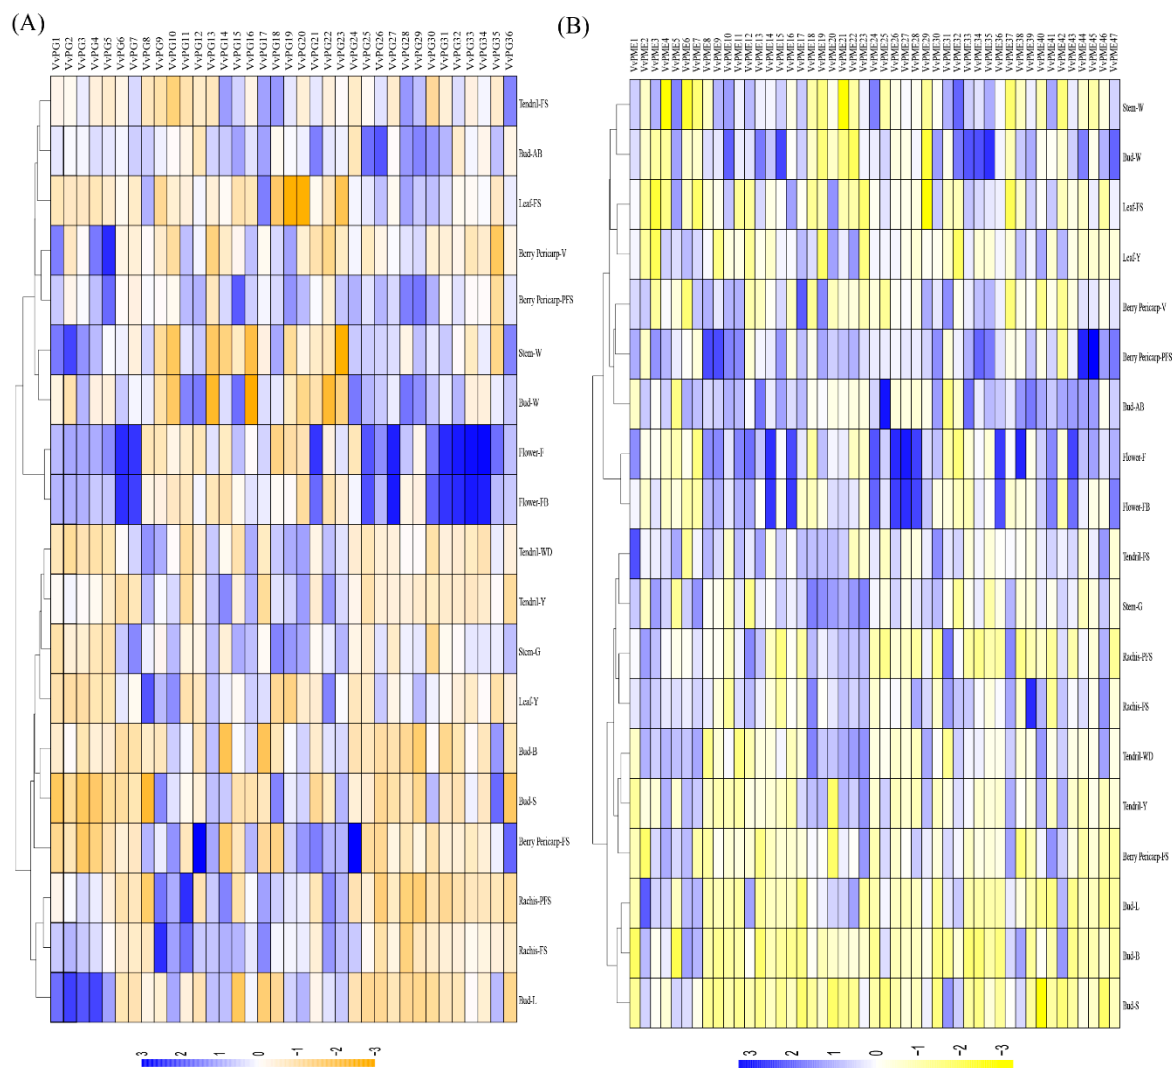 (A)
VvPG1
VvPG2
VvPG3
VvPG4
VvPG5
VvPG6
VvPG7
VvPG8
VvPG9
VvPG10
VvPG11
VvPG12
VvPG13
VvPG14
VvPG15
VvPG16
VvPG17
VvPG18
VvPG19
VvPG20
VvPG21
VvPG22
VvPG23
VvPG24
VvPG25
VvPG26
VvPG27
VvPG28
VvPG29
VvPG30
VvPG31
VvPG32
VvPG33
VvPG34
VvPG35
VvPG36
Tendril-FS
Bud-AB
Leaf-FS
Berry Pericarp-V
Berry Pericarp-PFS
Stem-W
Bud-W
Flower-F
Flower-FB
Tendril-WD
Tendril-Y
Stem-G
Leaf-Y
Bud-B
Bud-S
Berry Pericarp-FS
Rachis-PFS
Rachis-FS
Bud-L
3 2 1 0 -1 -2 -3
(B)
VvPME1
VvPME2
VvPME3
VvPME4
VvPME5
VvPME6
VvPME7
VvPME8
VvPME9
VvPME10
VvPME11
VvPME12
VvPME13
VvPME14
VvPME15
VvPME16
VvPME17
VvPME18
VvPME19
VvPME20
VvPME21
VvPME22
VvPME23
VvPME24
VvPME25
VvPME26
VvPME27
VvPME28
VvPME29
VvPME30
VvPME31
VvPME32
VvPME33
VvPME34
VvPME35
VvPME36
VvPME37
VvPME38
VvPME39
VvPME40
VvPME41
VvPME42
VvPME43
VvPME44
VvPME45
VvPME46
VvPME47
Stem-W
Bud-W
Leaf-FS
Leaf-Y
Berry Pericarp-V
Berry Pericarp-PFS
Bud-AB
Flower-F
Flower-FB
Tendril-FS
Stem-G
Rachis-PFS
Rachis-FS
Tendril-WD
Tendril-Y
Berry Pericarp-FS
Bud-L
Bud-B
Bud-S
3 2 1 0 -1 -2 -3